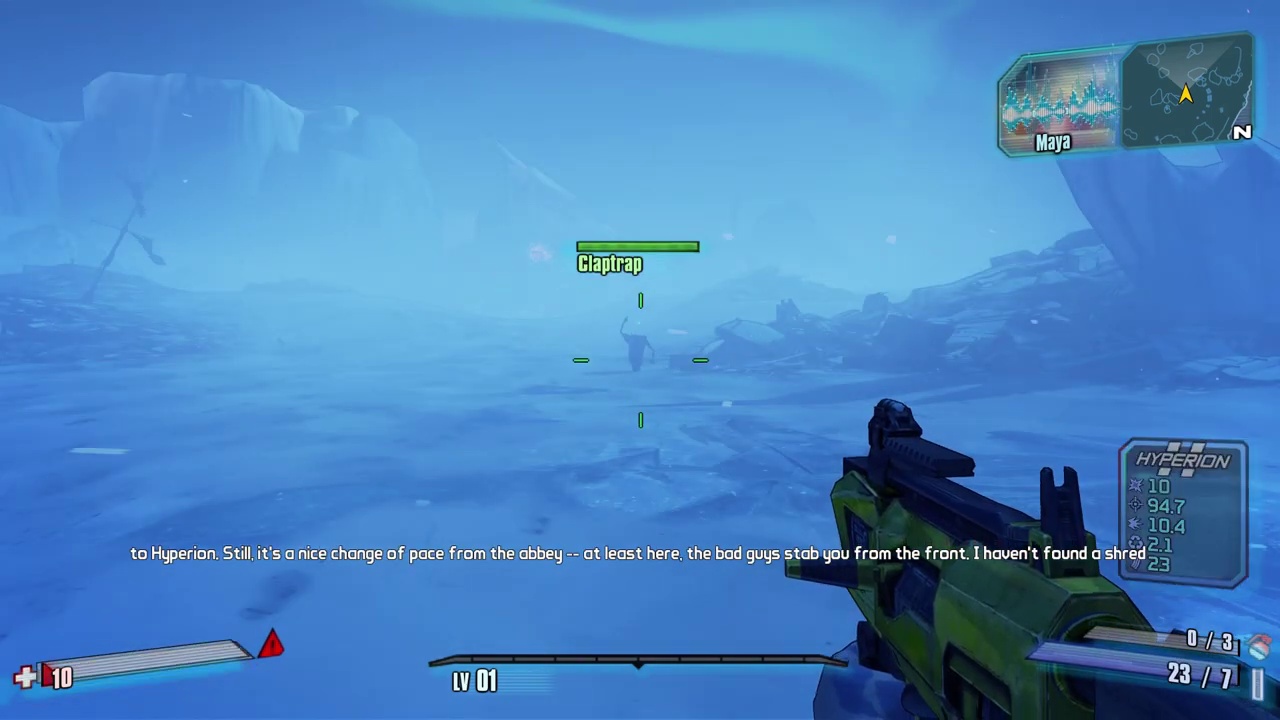 Maya
N
Claptrap
HYPERION
10
94.7
10.4
2.1
23
to Hyperion. Still, it's a nice change of pace from the abbey -- at least here, the bad guys stab you from the front. I haven't found a shred
10
LV 01
0 / 3
23 / 7